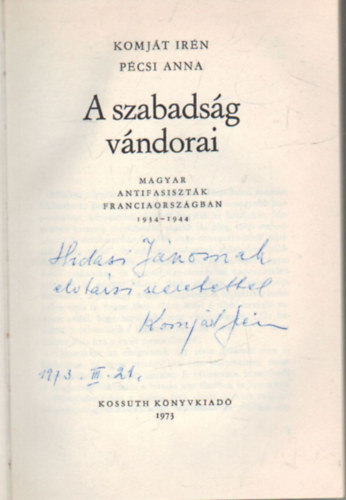 KOMJÁT IRÉN
PÉCSI ANNA
A szabadság
vándorai
MAGYAR
ANTIFASISZTÁK
FRANCIAORSZÁGBAN
1934–1944
Hidasi Jánosnak
elvtársi szeretettel
Komját Irén
1973. III. 21.
KOSSUTH KÖNYVKIADÓ
1973